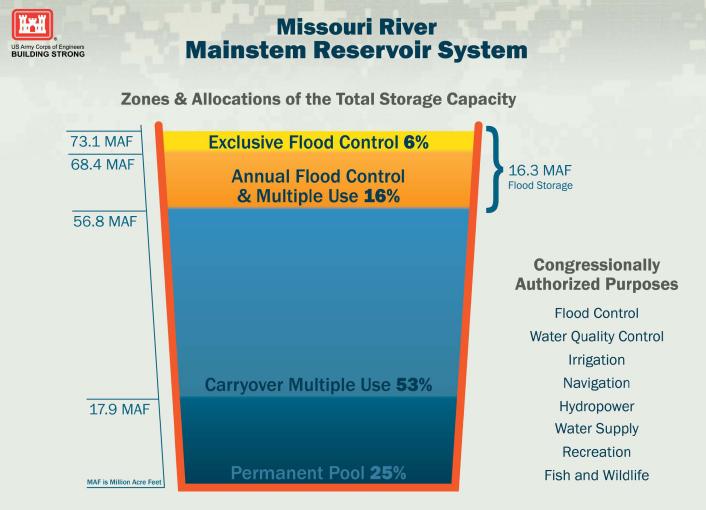 US Army Corps of Engineers
BUILDING STRONG
®
Missouri River
Mainstem Reservoir System
Zones & Allocations of the Total Storage Capacity
73.1 MAF
68.4 MAF
56.8 MAF
17.9 MAF
MAF is Million Acre Feet
Exclusive Flood Control 6%
Annual Flood Control
& Multiple Use 16%
Carryover Multiple Use 53%
Permanent Pool 25%
16.3 MAF
Flood Storage
Congressionally
Authorized Purposes
Flood Control
Water Quality Control
Irrigation
Navigation
Hydropower
Water Supply
Recreation
Fish and Wildlife